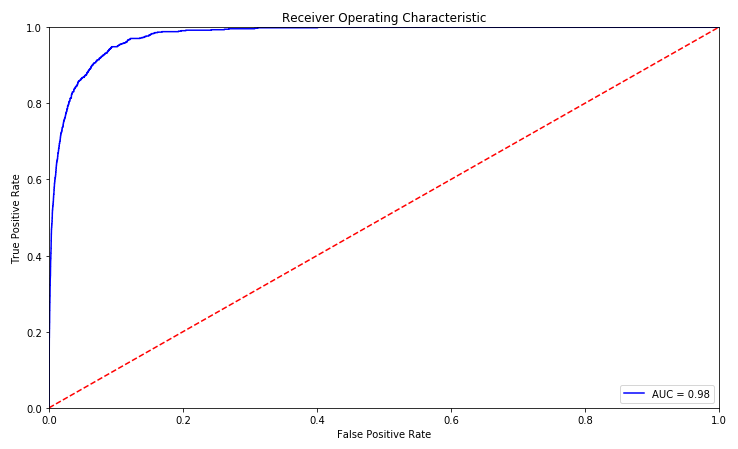 Receiver Operating Characteristic
1.0
0.8
0.6
0.4
0.2
0.0
True Positive Rate
AUC = 0.98
0.0 0.2 0.4 0.6 0.8 1.0
False Positive Rate